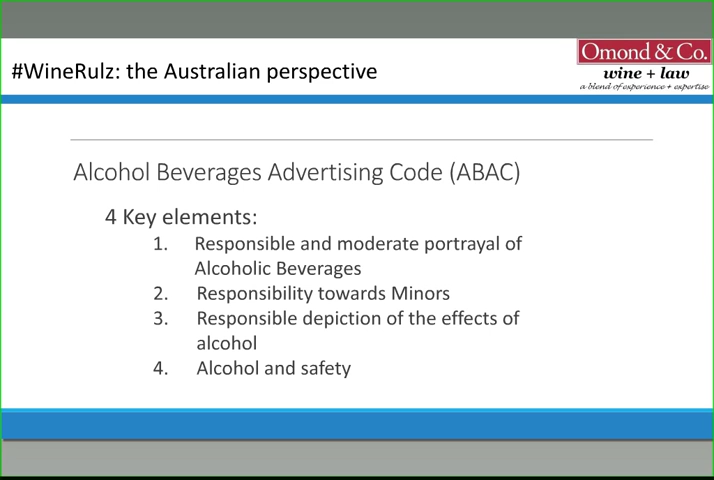 Omond & Co.
#WineRulz: the Australian perspective
wine + law
a blend of experience + expertise
Alcohol Beverages Advertising Code (ABAC)
4 Key elements:
1. Responsible and moderate portrayal of
Alcoholic Beverages
2. Responsibility towards Minors
3. Responsible depiction of the effects of
alcohol
4. Alcohol and safety